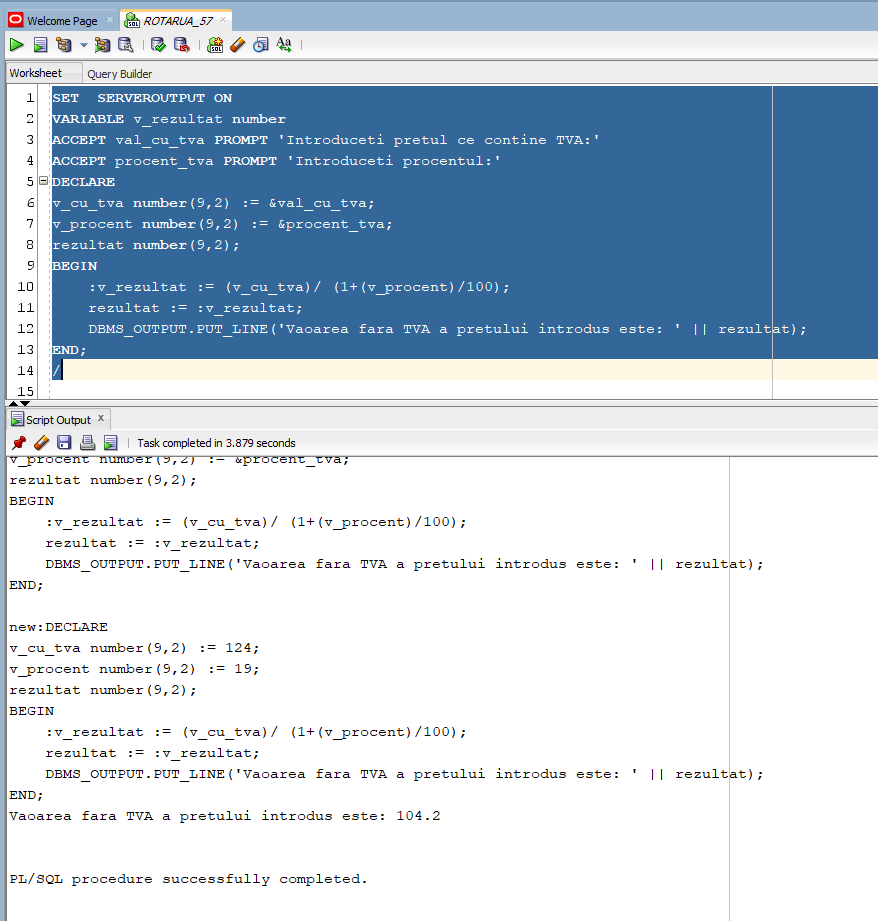 Welcome Page
ROTARUA_57
Worksheet
Query Builder
1 SET  SERVEROUTPUT ON
2 VARIABLE v_rezultat number
3 ACCEPT val_cu_tva PROMPT 'Introduceti pretul ce contine TVA:'
4 ACCEPT procent_tva PROMPT 'Introduceti procentul:'
5 DECLARE
6 v_cu_tva number(9,2) := &val_cu_tva;
7 v_procent number(9,2) := &procent_tva;
8 rezultat number(9,2);
9 BEGIN
10     :v_rezultat := (v_cu_tva)/ (1+(v_procent)/100);
11     rezultat := :v_rezultat;
12     DBMS_OUTPUT.PUT_LINE('Vaoarea fara TVA a pretului introdus este: ' || rezultat);
13 END;
14 /
15
Script Output
Task completed in 3.879 seconds
v_procent number(9,2) := &procent_tva;
rezultat number(9,2);
BEGIN
    :v_rezultat := (v_cu_tva)/ (1+(v_procent)/100);
    rezultat := :v_rezultat;
    DBMS_OUTPUT.PUT_LINE('Vaoarea fara TVA a pretului introdus este: ' || rezultat);
END;
new:DECLARE
v_cu_tva number(9,2) := 124;
v_procent number(9,2) := 19;
rezultat number(9,2);
BEGIN
    :v_rezultat := (v_cu_tva)/ (1+(v_procent)/100);
    rezultat := :v_rezultat;
    DBMS_OUTPUT.PUT_LINE('Vaoarea fara TVA a pretului introdus este: ' || rezultat);
END;
Vaoarea fara TVA a pretului introdus este: 104.2
PL/SQL procedure successfully completed.